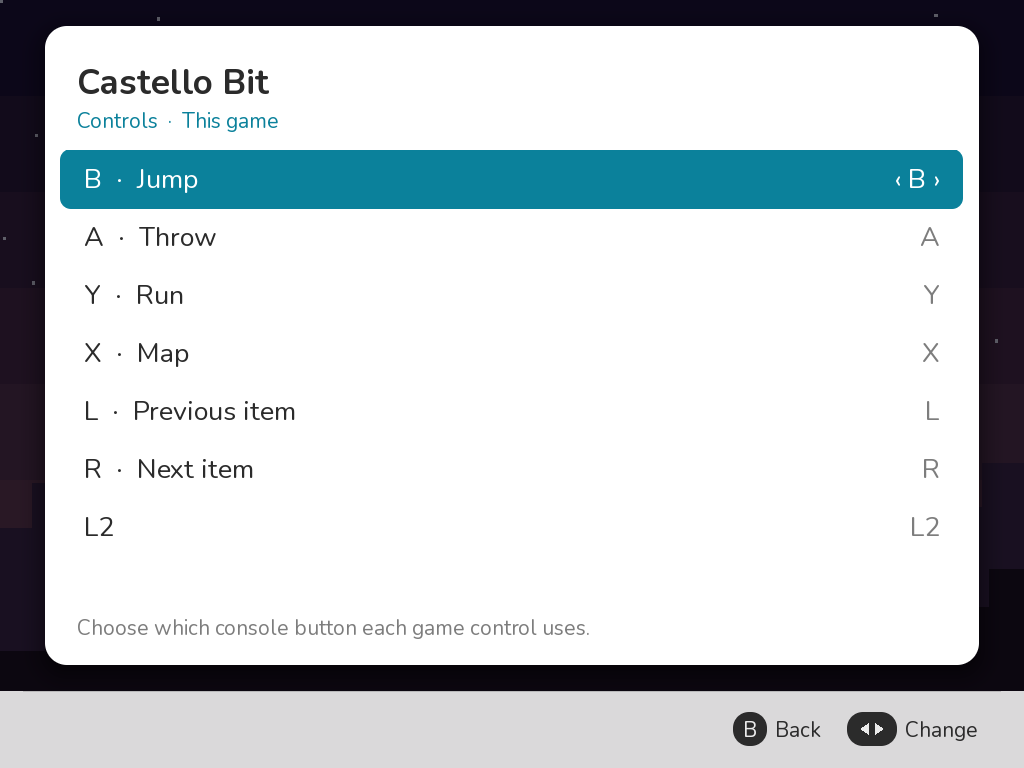 Castello Bit
Controls · This game
B · Jump ‹ B ›
A · Throw A
Y · Run Y
X · Map X
L · Previous item L
R · Next item R
L2 L2
Choose which console button each game control uses.
B Back Change